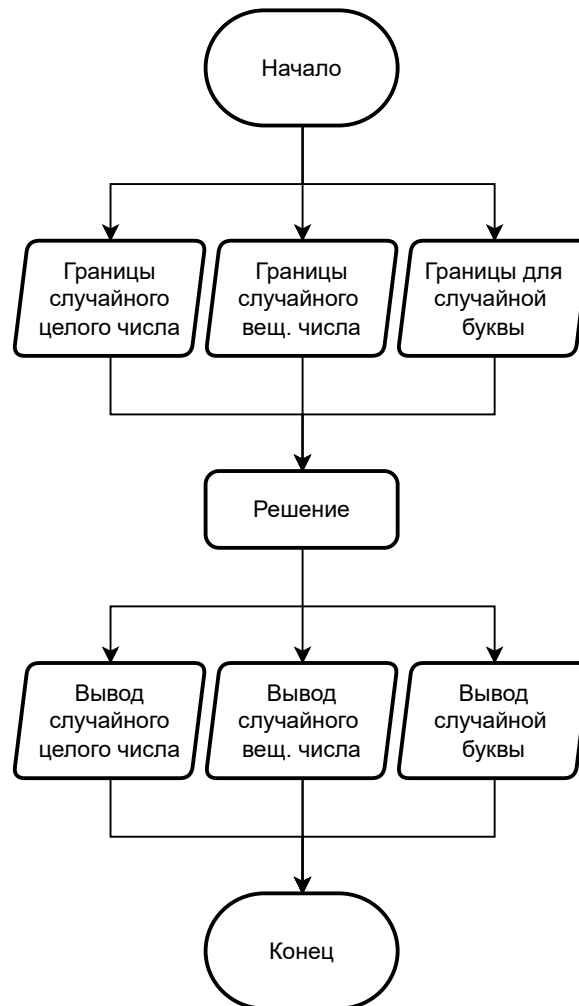 Начало
Границы
случайного
целого числа
Границы
случайного
вещ. числа
Границы для
случайной
буквы
Решение
Вывод
случайного
целого числа
Вывод
случайного
вещ. числа
Вывод
случайной
буквы
Конец